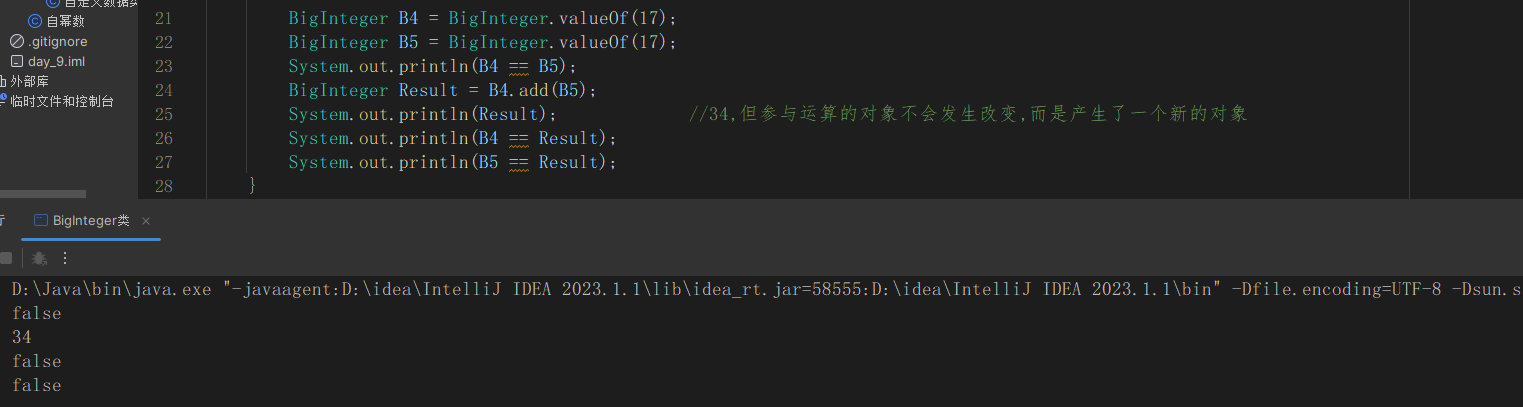 自定义数据类
自幂数
.gitignore
day_9.iml
外部库
临时文件和控制台
21 BigInteger B4 = BigInteger.valueOf(17);
22 BigInteger B5 = BigInteger.valueOf(17);
23 System.out.println(B4 == B5);
24 BigInteger Result = B4.add(B5);
25 System.out.println(Result); //34,但参与运算的对象不会发生改变,而是产生了一个新的对象
26 System.out.println(B4 == Result);
27 System.out.println(B5 == Result);
28 }
BigInteger类 ×
D:\Java\bin\java.exe "-javaagent:D:\idea\IntelliJ IDEA 2023.1.1\lib\idea_rt.jar=58555:D:\idea\IntelliJ IDEA 2023.1.1\bin" -Dfile.encoding=UTF-8 -Dsun.s
false
34
false
false